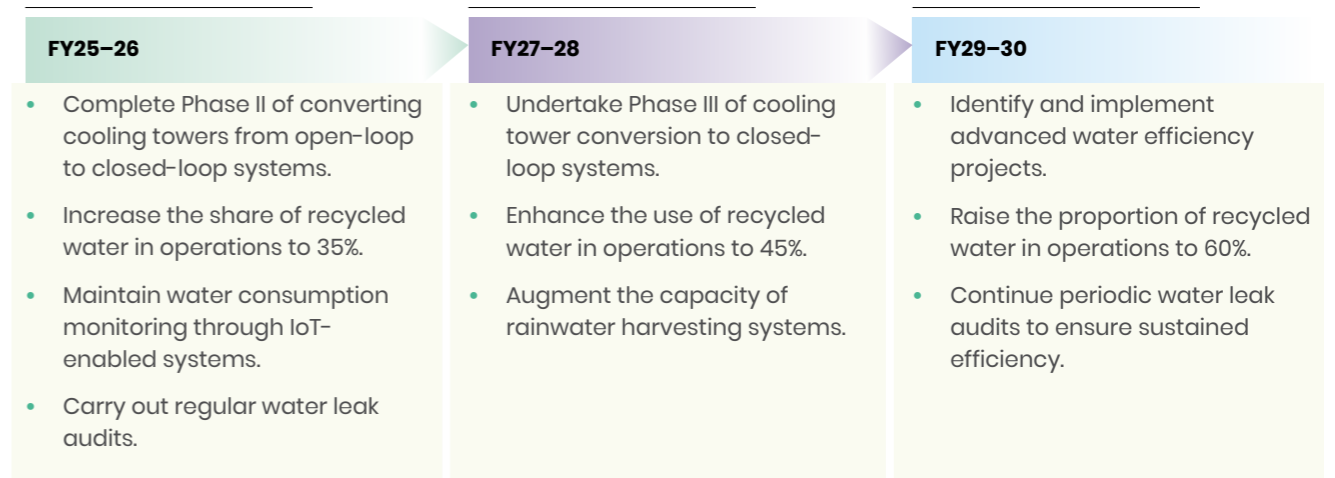 FY25–26
• Complete Phase II of converting
cooling towers from open-loop
to closed-loop systems.
• Increase the share of recycled
water in operations to 35%.
• Maintain water consumption
monitoring through IoT-
enabled systems.
• Carry out regular water leak
audits.
FY27–28
• Undertake Phase III of cooling
tower conversion to closed-
loop systems.
• Enhance the use of recycled
water in operations to 45%.
• Augment the capacity of
rainwater harvesting systems.
FY29–30
• Identify and implement
advanced water efficiency
projects.
• Raise the proportion of recycled
water in operations to 60%.
• Continue periodic water leak
audits to ensure sustained
efficiency.